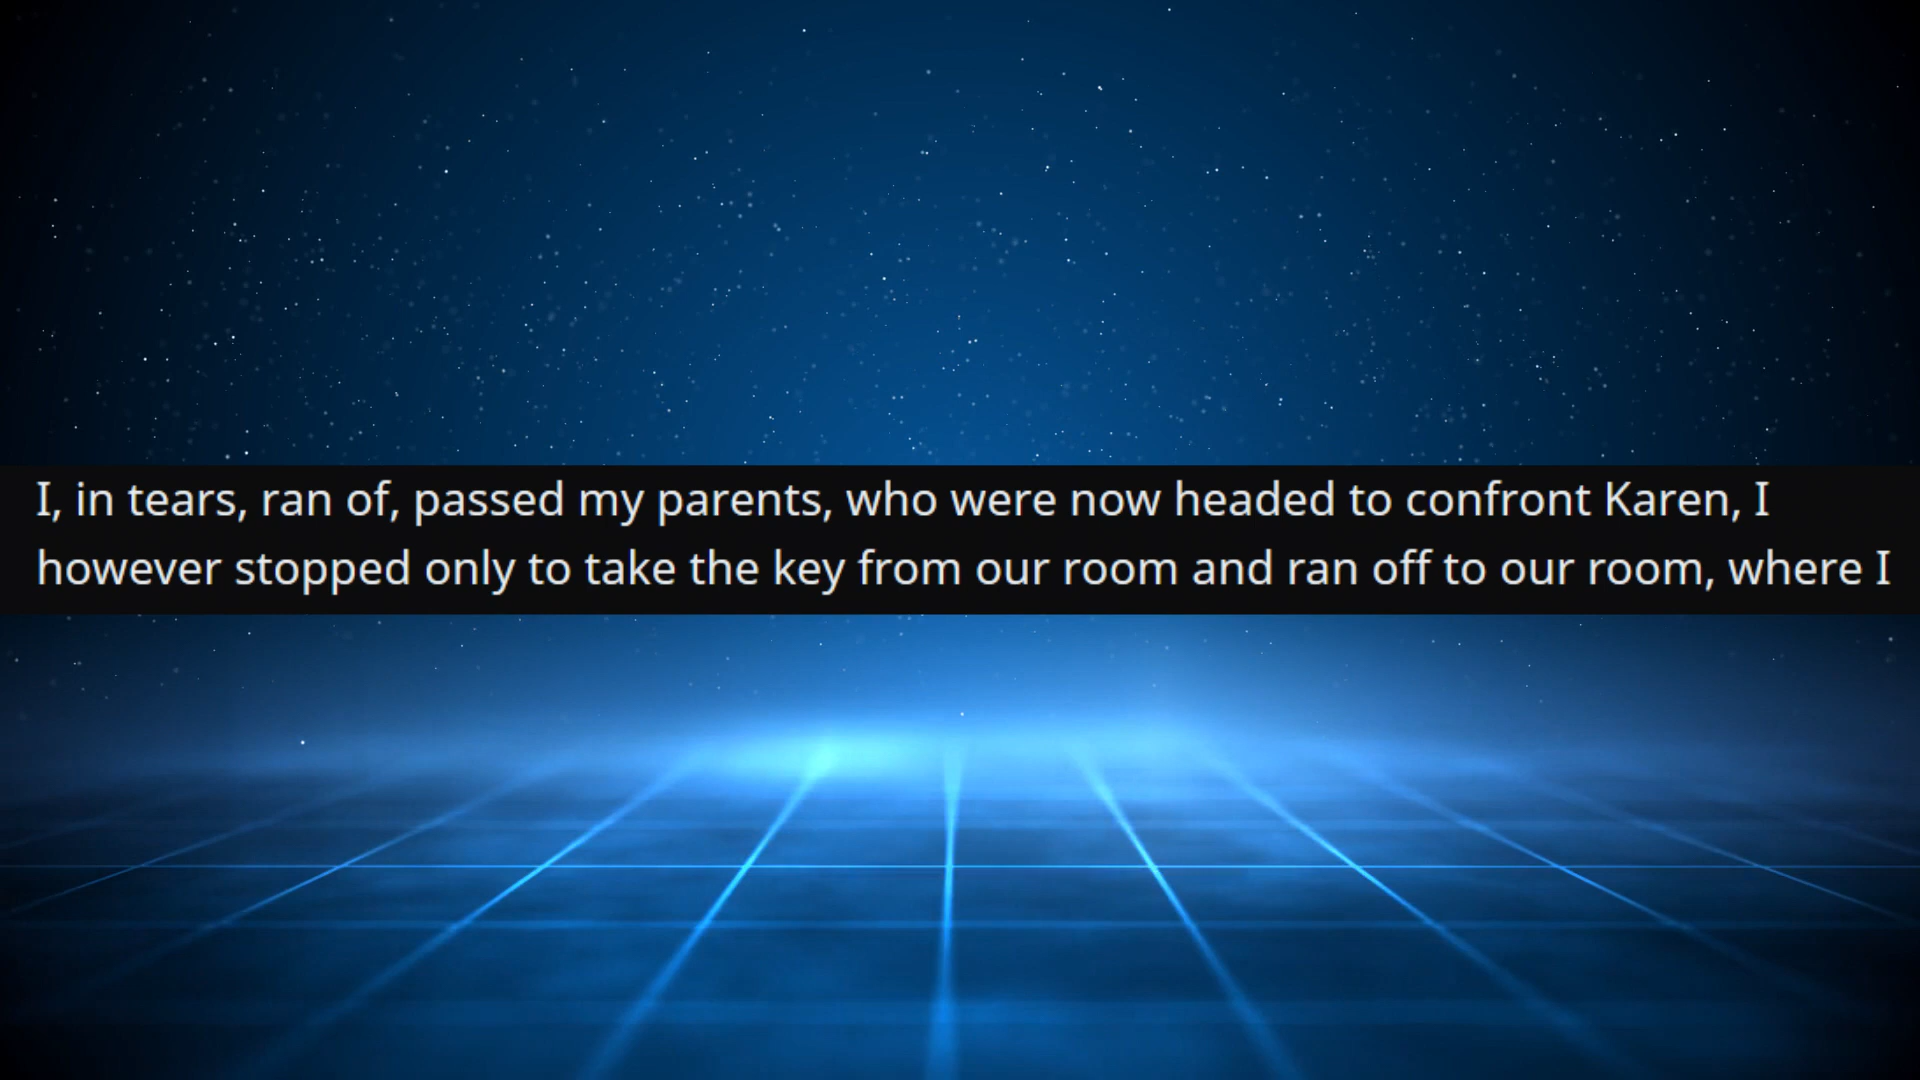 I, in tears, ran of, passed my parents, who were now headed to confront Karen, I
however stopped only to take the key from our room and ran off to our room, where I